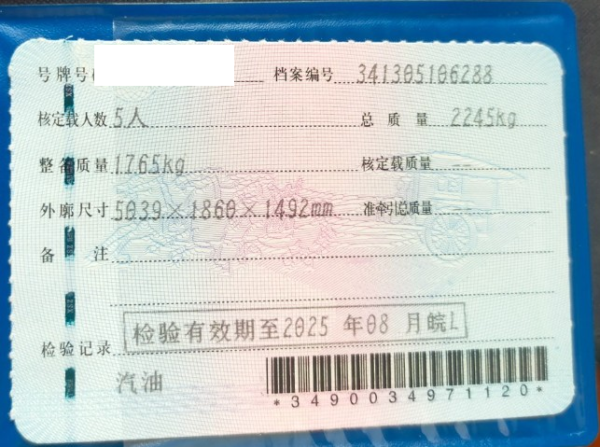 号牌号 档案编号 341305106288
核定载人数 5人 总质量 2245kg
整备质量 1765kg 核定载质量 --
外廓尺寸 5039×1860×1492mm 准牵引总质量 --
备注
检验记录 检验有效期至2025年08月皖L
汽油
*3490034971120*